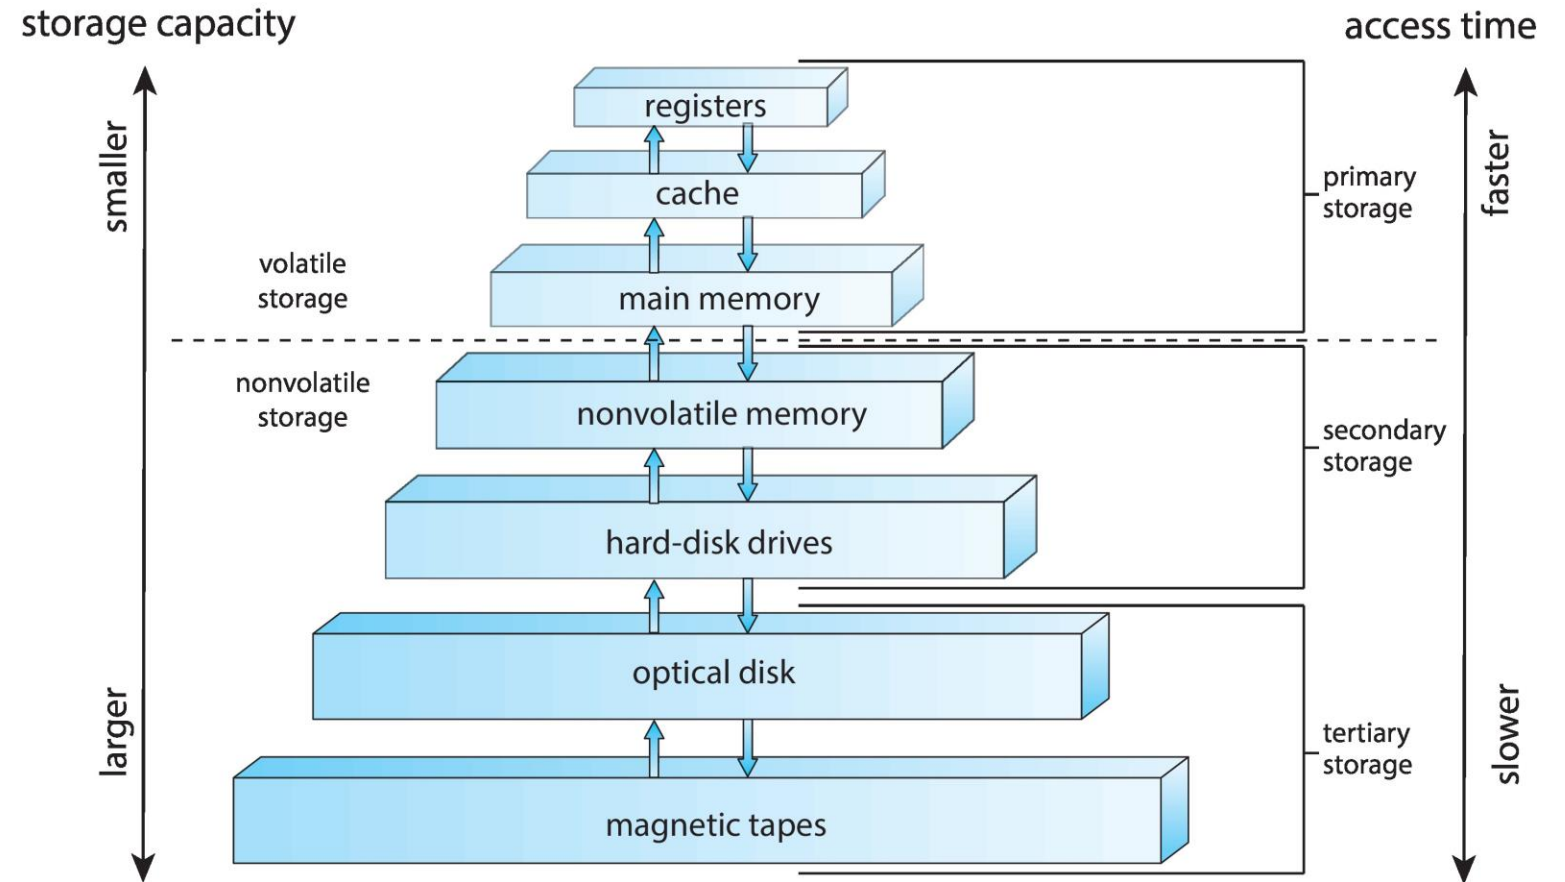 storage capacity
access time
smaller
faster
registers
cache
primary
storage
volatile
storage
main memory
nonvolatile
storage
nonvolatile memory
secondary
storage
hard-disk drives
optical disk
larger
slower
tertiary
storage
magnetic tapes